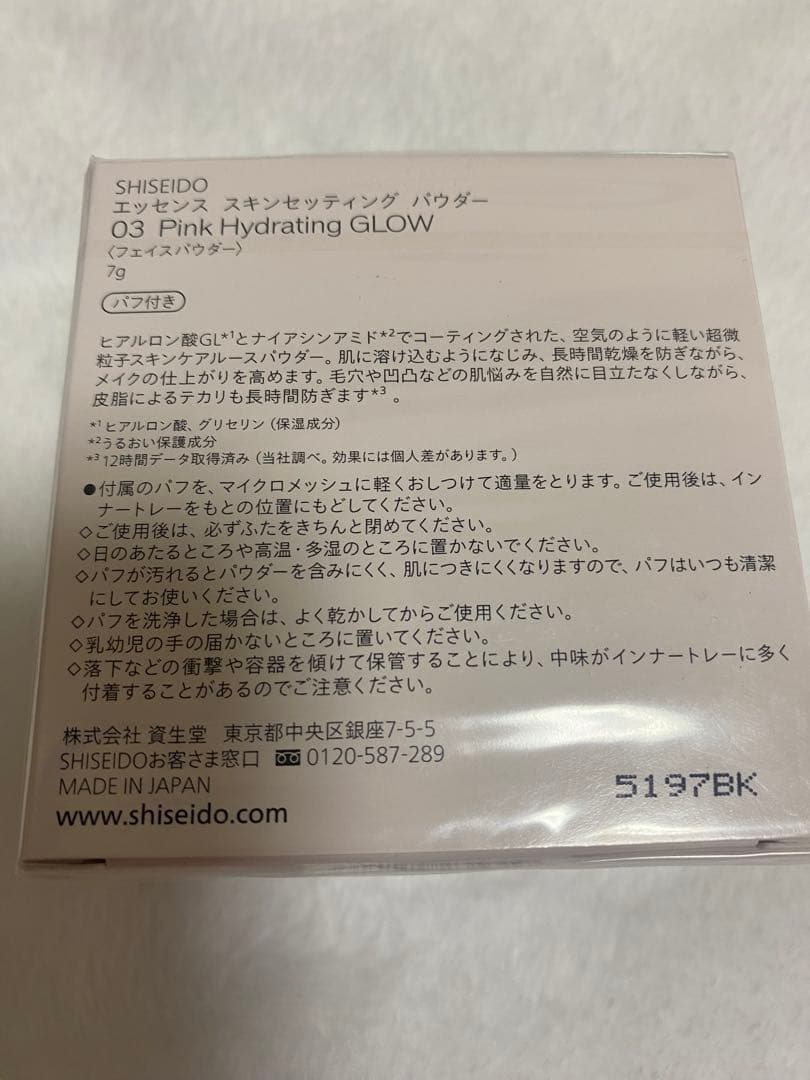 SHISEIDO
エッセンス スキンセッティング パウダー
03 Pink Hydrating GLOW
〈フェイスパウダー〉
7g
パフ付き
ヒアルロン酸GL*1とナイアシンアミド*2でコーティングされた、空気のように軽い超微
粒子スキンケアルースパウダー。肌に溶け込むようになじみ、長時間乾燥を防ぎながら、
メイクの仕上がりを高めます。毛穴や凹凸などの肌悩みを自然に目立たなくしながら、
皮脂によるテカリも長時間防ぎます*3 。
*1 ヒアルロン酸、グリセリン（保湿成分）
*2うるおい保護成分
*3 12時間データ取得済み（当社調べ。効果には個人差があります。）
●付属のパフを、マイクロメッシュに軽くおしつけて適量をとります。ご使用後は、イン
ナートレーをもとの位置にもどしてください。
◇ご使用後は、必ずふたをきちんと閉めてください。
◇日のあたるところや高温・多湿のところに置かないでください。
◇パフが汚れるとパウダーを含みにくく、肌につきにくくなりますので、パフはいつも清潔
にしてお使いください。
◇パフを洗浄した場合は、よく乾かしてからご使用ください。
◇乳幼児の手の届かないところに置いてください。
◇落下などの衝撃や容器を傾けて保管することにより、中味がインナートレーに多く
付着することがあるのでご注意ください。
株式会社 資生堂 東京都中央区銀座7-5-5
SHISEIDOお客さま窓口 0120-587-289
MADE IN JAPAN
www.shiseido.com
5197BK